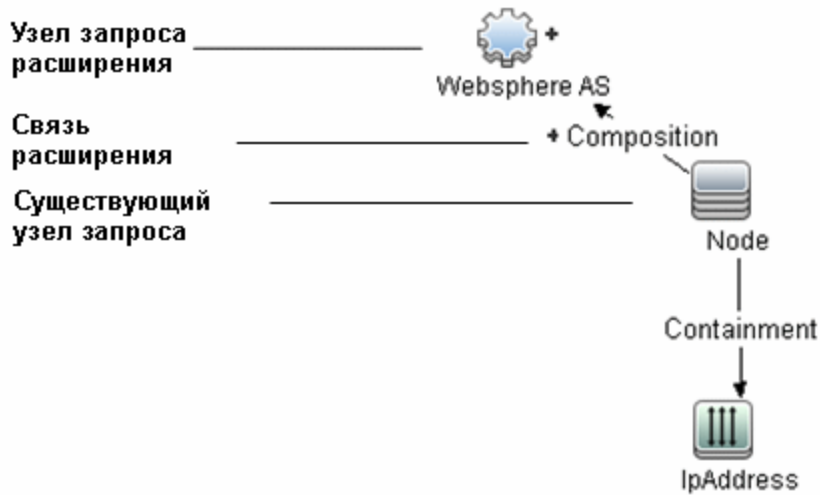 Узел запроса
расширения
Websphere AS
Связь
расширения
Composition
Существующий
узел запроса
Node
Containment
IpAddress